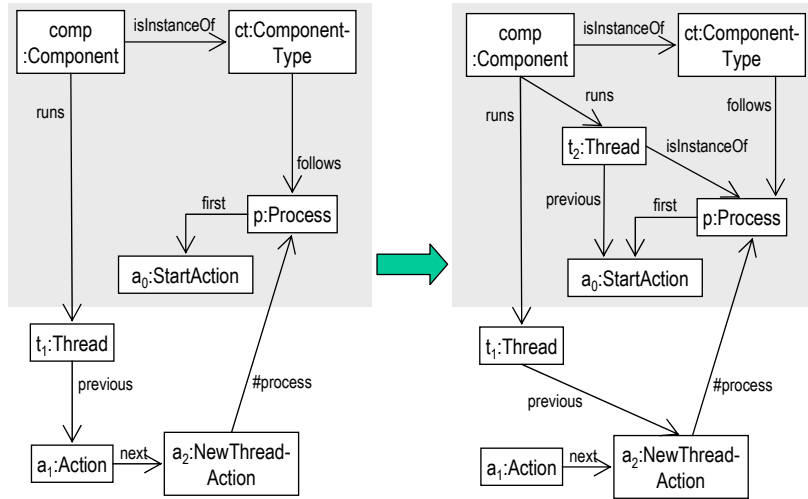 comp
:Component
isInstanceOf
ct:Component-
Type
runs
follows
first
p:Process
a0:StartAction
t1:Thread
#process
previous
a1:Action
next
a2:NewThread-
Action
comp
:Component
isInstanceOf
ct:Component-
Type
runs
runs
follows
t2:Thread
isInstanceOf
previous
first
p:Process
a0:StartAction
t1:Thread
#process
previous
a1:Action
next
a2:NewThread-
Action